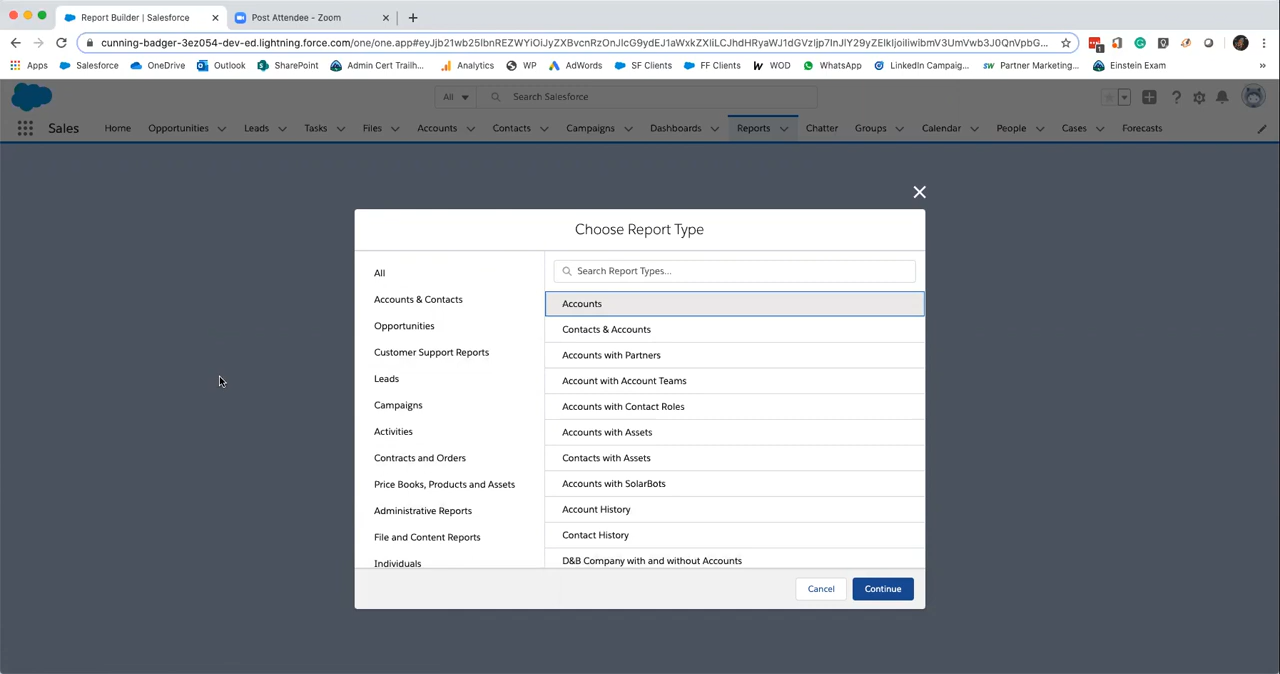 Report Builder | Salesforce
Post Attendee - Zoom
cunning-badger-3ez054-dev-ed.lightning.force.com
Apps Salesforce OneDrive Outlook SharePoint Admin Cert Trailh... Analytics WP AdWords SF Clients FF Clients WOD WhatsApp LinkedIn Campaig... Partner Marketing... Einstein Exam
All Search Salesforce
Sales Home Opportunities Leads Tasks Files Accounts Contacts Campaigns Dashboards Reports Chatter Groups Calendar People Cases Forecasts
Choose Report Type
All
Accounts & Contacts
Opportunities
Customer Support Reports
Leads
Campaigns
Activities
Contracts and Orders
Price Books, Products and Assets
Administrative Reports
File and Content Reports
Individuals
Search Report Types...
Accounts
Contacts & Accounts
Accounts with Partners
Account with Account Teams
Accounts with Contact Roles
Accounts with Assets
Contacts with Assets
Accounts with SolarBots
Account History
Contact History
D&B Company with and without Accounts
Cancel
Continue